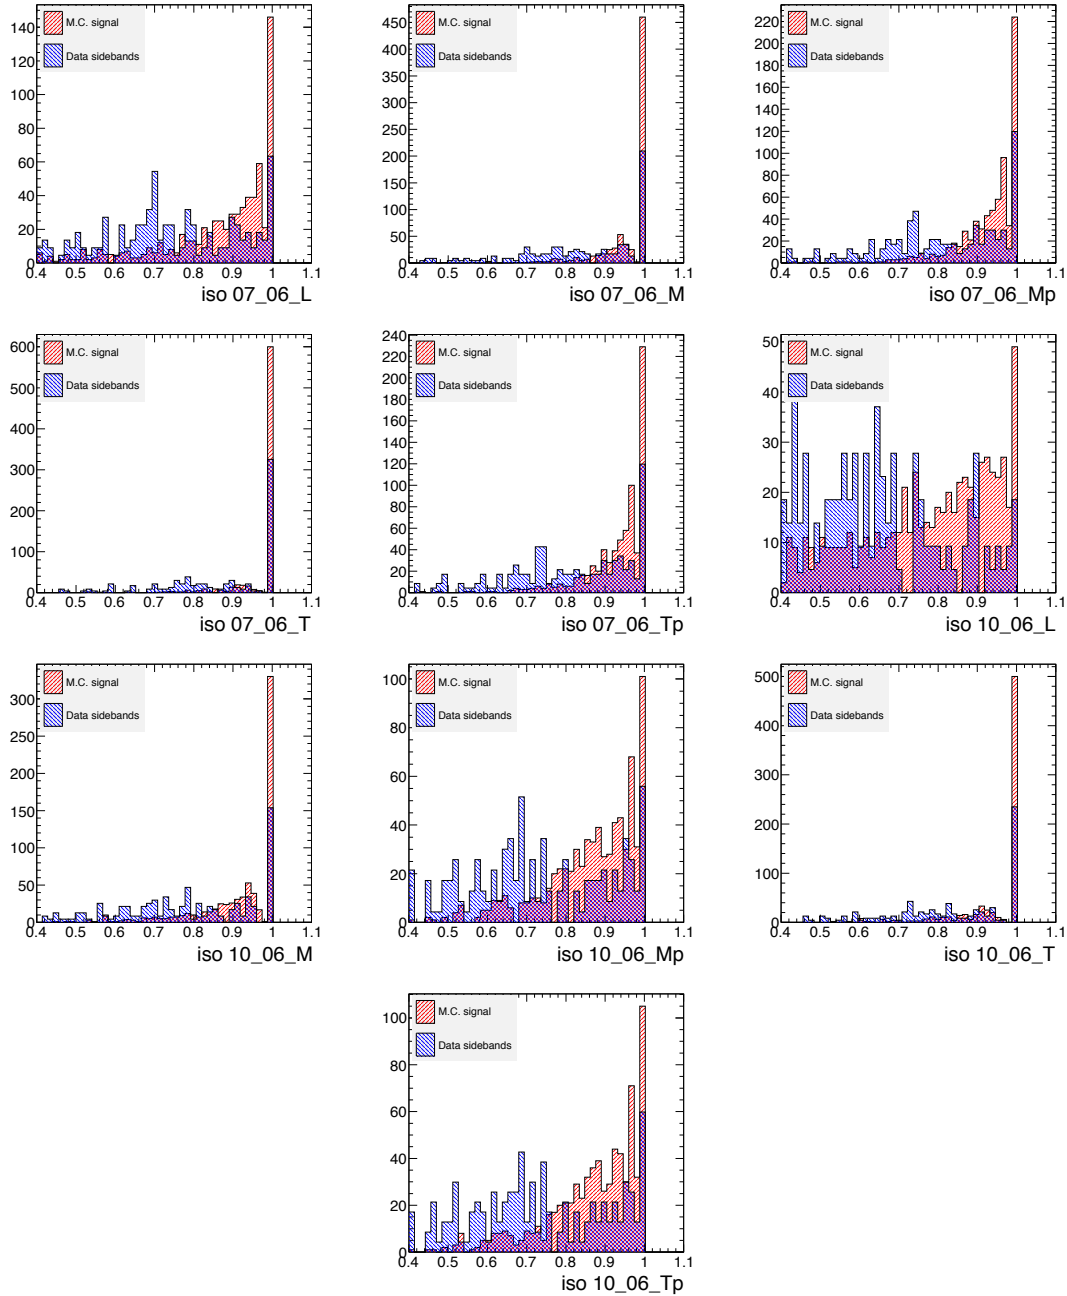 140
120
100
80
60
40
20
0
M.C. signal
Data sidebands
0.4 0.5 0.6 0.7 0.8 0.9 1 1.1
iso 07_06_L
450
400
350
300
250
200
150
100
50
0
M.C. signal
Data sidebands
0.4 0.5 0.6 0.7 0.8 0.9 1 1.1
iso 07_06_M
220
200
180
160
140
120
100
80
60
40
20
0
M.C. signal
Data sidebands
0.4 0.5 0.6 0.7 0.8 0.9 1 1.1
iso 07_06_Mp
600
500
400
300
200
100
0
M.C. signal
Data sidebands
0.4 0.5 0.6 0.7 0.8 0.9 1 1.1
iso 07_06_T
240
220
200
180
160
140
120
100
80
60
40
20
0
M.C. signal
Data sidebands
0.4 0.5 0.6 0.7 0.8 0.9 1 1.1
iso 07_06_Tp
50
40
30
20
10
0
M.C. signal
Data sidebands
0.4 0.5 0.6 0.7 0.8 0.9 1 1.1
iso 10_06_L
300
250
200
150
100
50
0
M.C. signal
Data sidebands
0.4 0.5 0.6 0.7 0.8 0.9 1 1.1
iso 10_06_M
100
80
60
40
20
0
M.C. signal
Data sidebands
0.4 0.5 0.6 0.7 0.8 0.9 1 1.1
iso 10_06_Mp
500
400
300
200
100
0
M.C. signal
Data sidebands
0.4 0.5 0.6 0.7 0.8 0.9 1 1.1
iso 10_06_T
100
80
60
40
20
0
M.C. signal
Data sidebands
0.4 0.5 0.6 0.7 0.8 0.9 1 1.1
iso 10_06_Tp